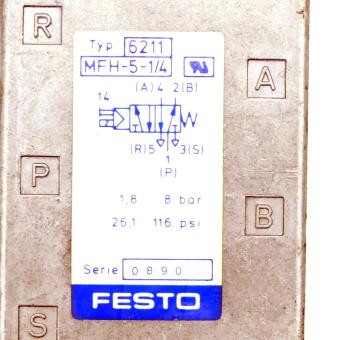 R
Typ 6211
MFH-5-1/4
A
(A)4 2(B)
14
(R)5 3(S)
1
(P)
P
1,8 8 bar
26,1 116 psi
B
Serie 0890
FESTO
S